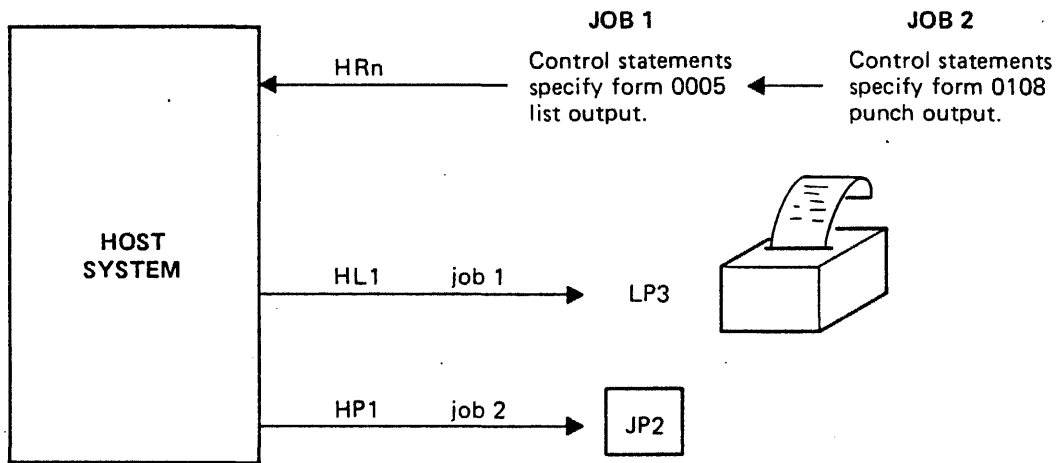 JOB 1
JOB 2
HRn
Control statements
specify form 0005
list output.
Control statements
specify form 0108
punch output.
HOST
SYSTEM
HL1 job 1
LP3
HP1 job 2
JP2